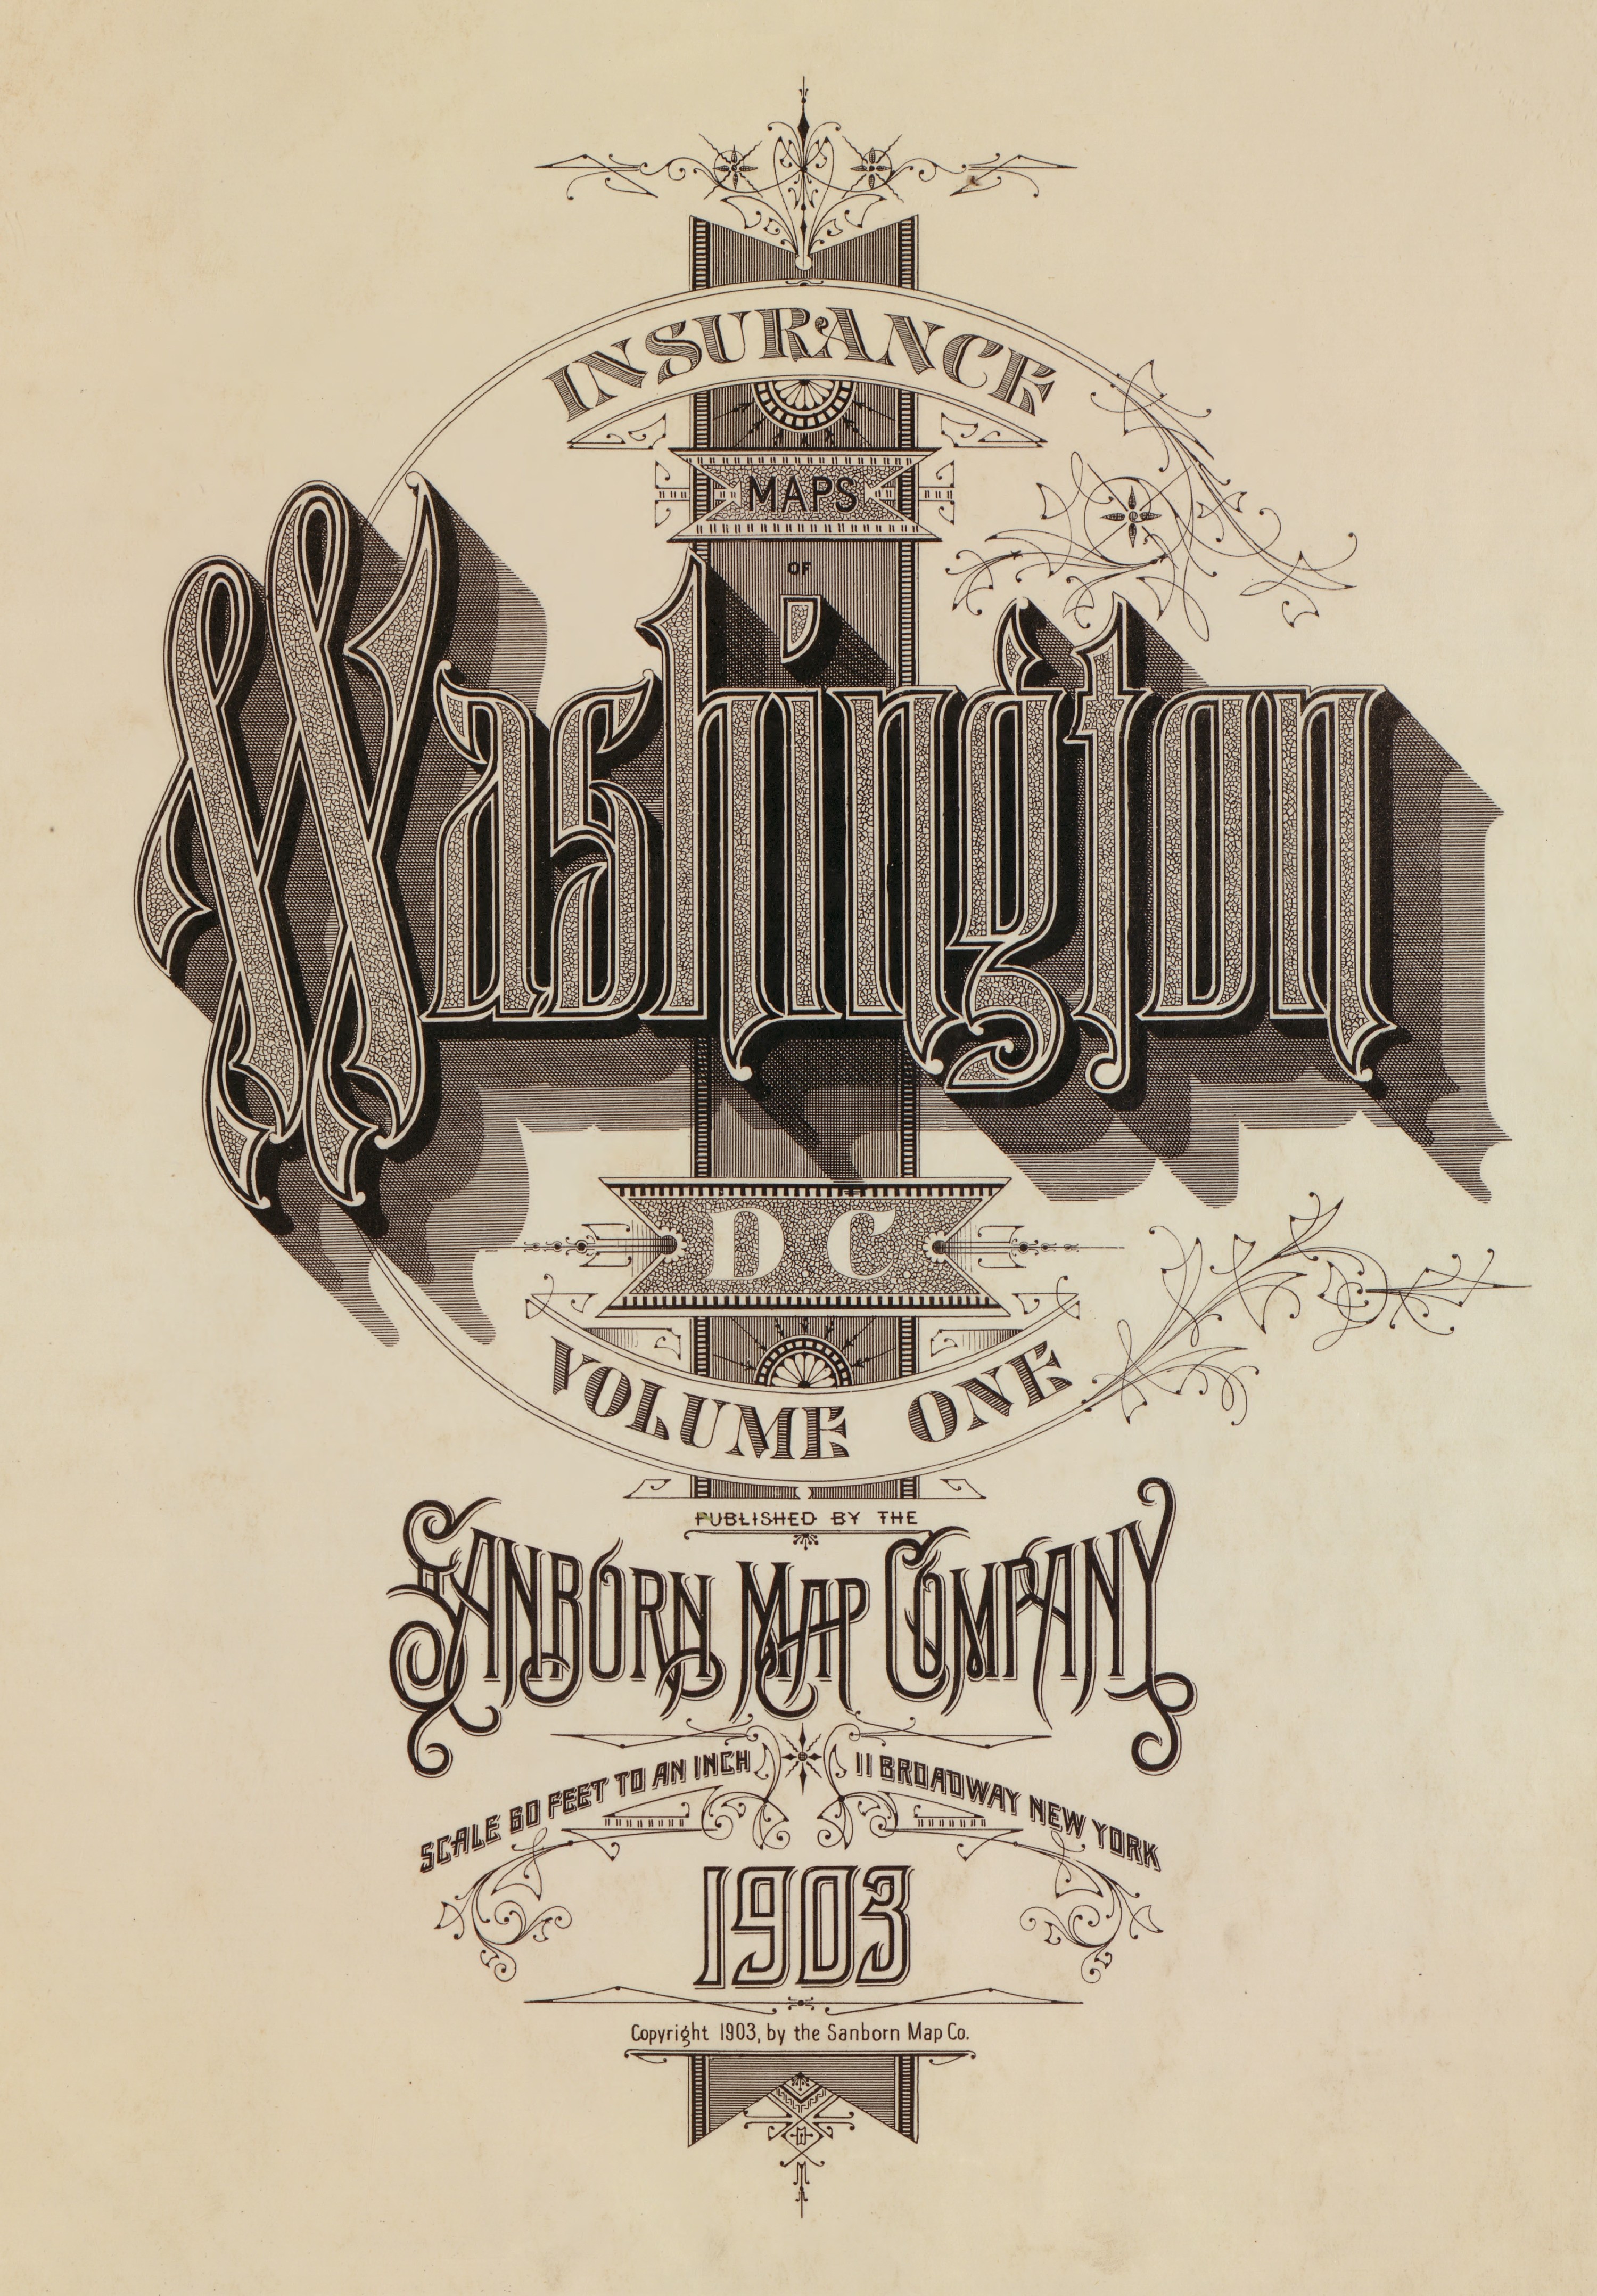 INSURANCE
MAPS
OF
Washington
D C
VOLUME ONE
PUBLISHED BY THE
SANBORN MAP COMPANY
SCALE 60 FEET TO AN INCH
11 BROADWAY NEW YORK
1903
Copyright 1903, by the Sanborn Map Co.